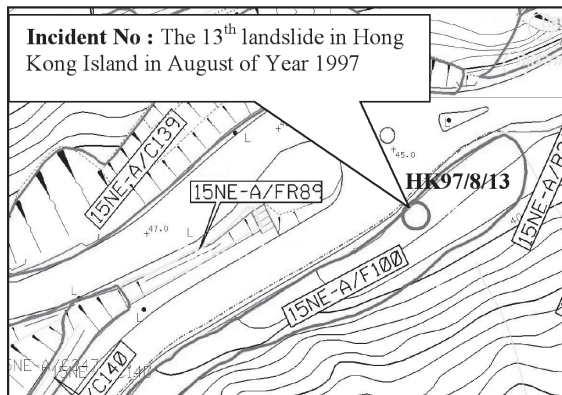 Incident No : The 13th landslide in Hong
Kong Island in August of Year 1997
15NE-A/C139
45.0
HK97/8/13
15NE-A/FR89
47.0
15NE-A/F100